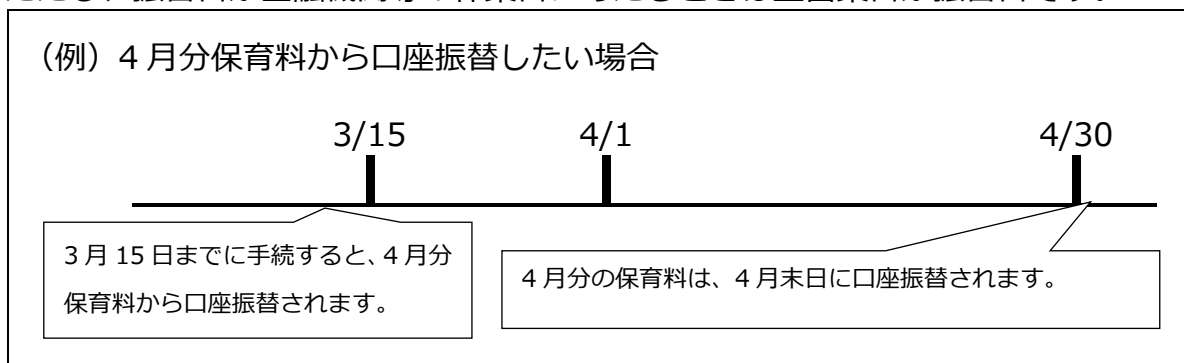 （例）４月分保育料から口座振替したい場合
3/15 4/1 4/30
３月 15 日までに手続すると、４月分
保育料から口座振替されます。
４月分の保育料は、４月末日に口座振替されます。